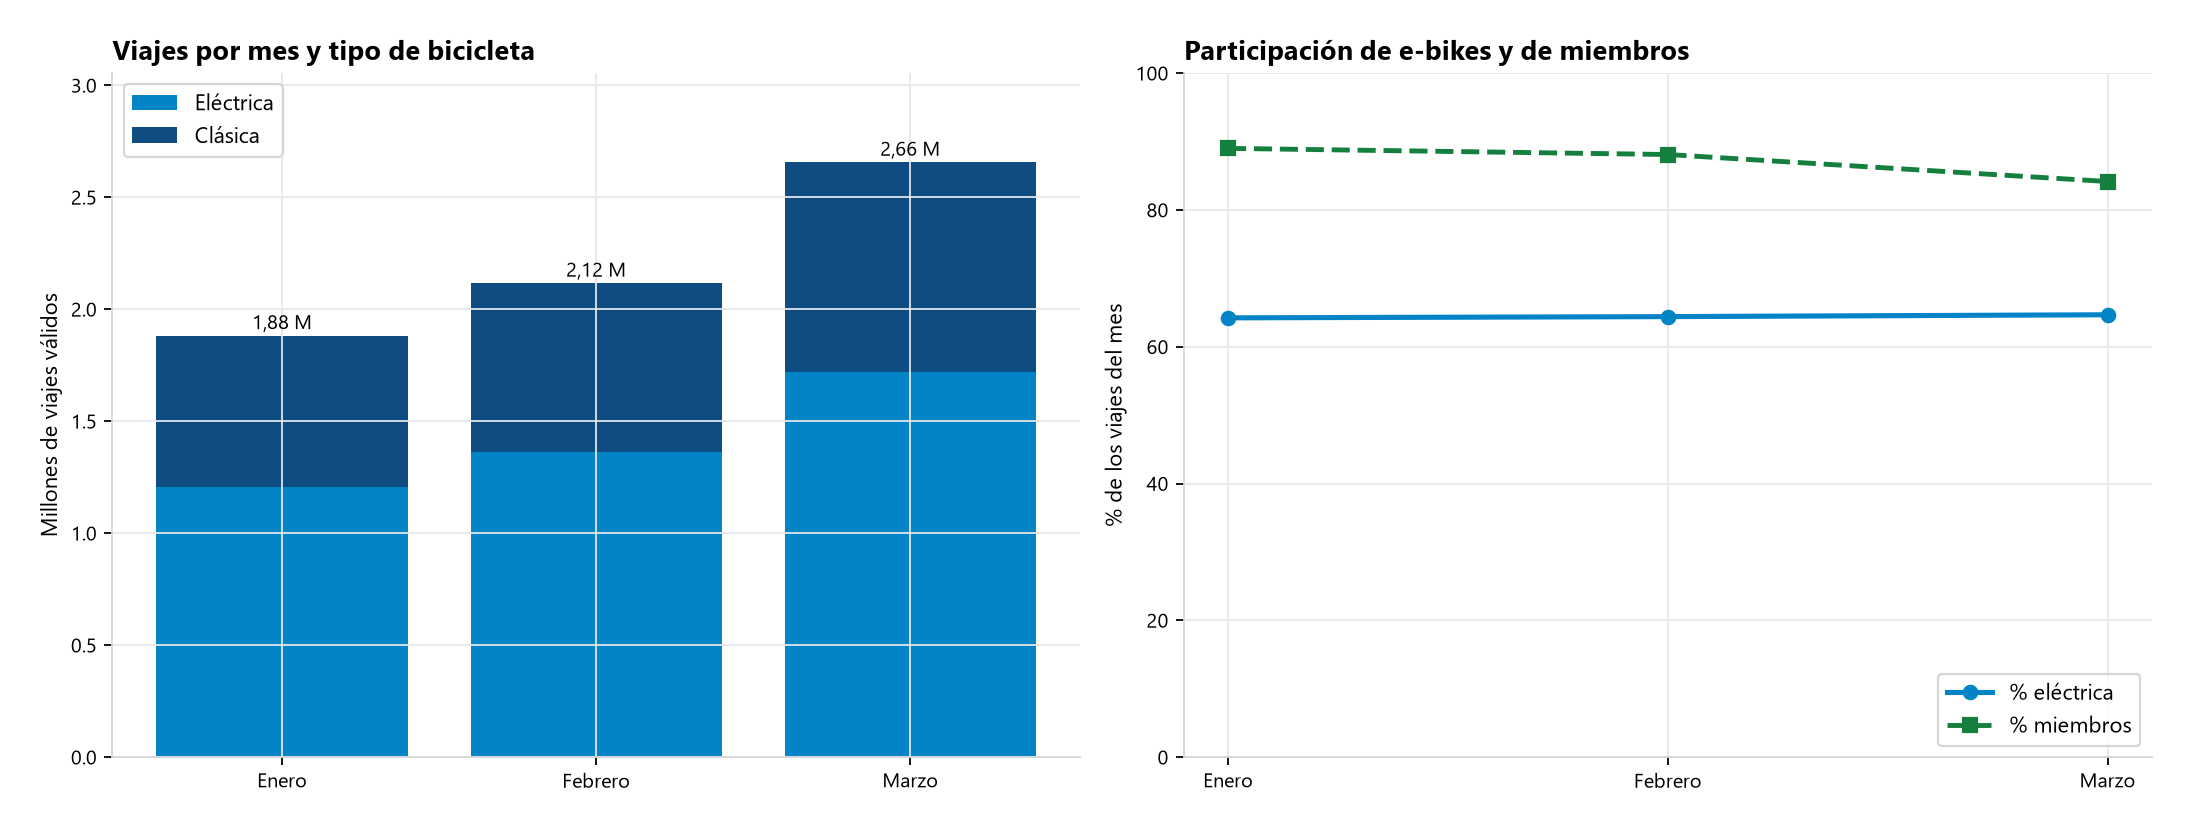 Viajes por mes y tipo de bicicleta
Millones de viajes válidos
3.0
2.5
2.0
1.5
1.0
0.5
0.0
Eléctrica
Clásica
1,88 M
2,12 M
2,66 M
Enero
Febrero
Marzo
Participación de e-bikes y de miembros
% de los viajes del mes
100
80
60
40
20
0
% eléctrica
% miembros
Enero
Febrero
Marzo